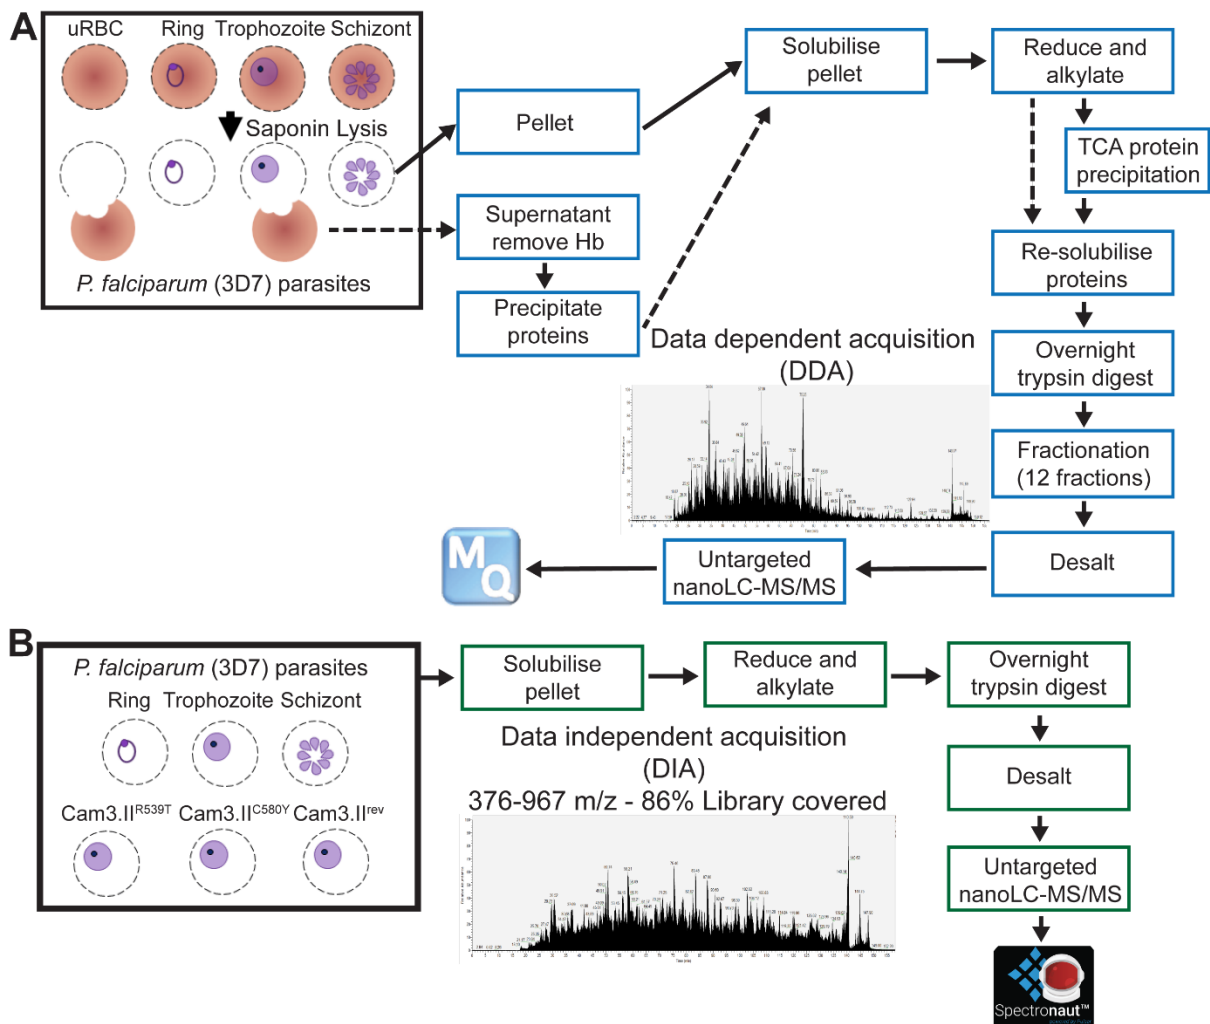 A
uRBC Ring Trophozoite Schizont
Saponin Lysis
P. falciparum (3D7) parasites
Pellet
Supernatant
remove Hb
Precipitate
proteins
Solubilise
pellet
Reduce and
alkylate
TCA protein
precipitation
Re-solubilise
proteins
Overnight
trypsin digest
Fractionation
(12 fractions)
Desalt
Untargeted
nanoLC-MS/MS
Data dependent acquisition
(DDA)
M
Q
B
P. falciparum (3D7) parasites
Ring Trophozoite Schizont
Cam3.IIR539T Cam3.IIC580Y Cam3.IIrev
Solubilise
pellet
Reduce and
alkylate
Overnight
trypsin digest
Desalt
Untargeted
nanoLC-MS/MS
Data independent acquisition
(DIA)
376-967 m/z - 86% Library covered
Spectronaut™